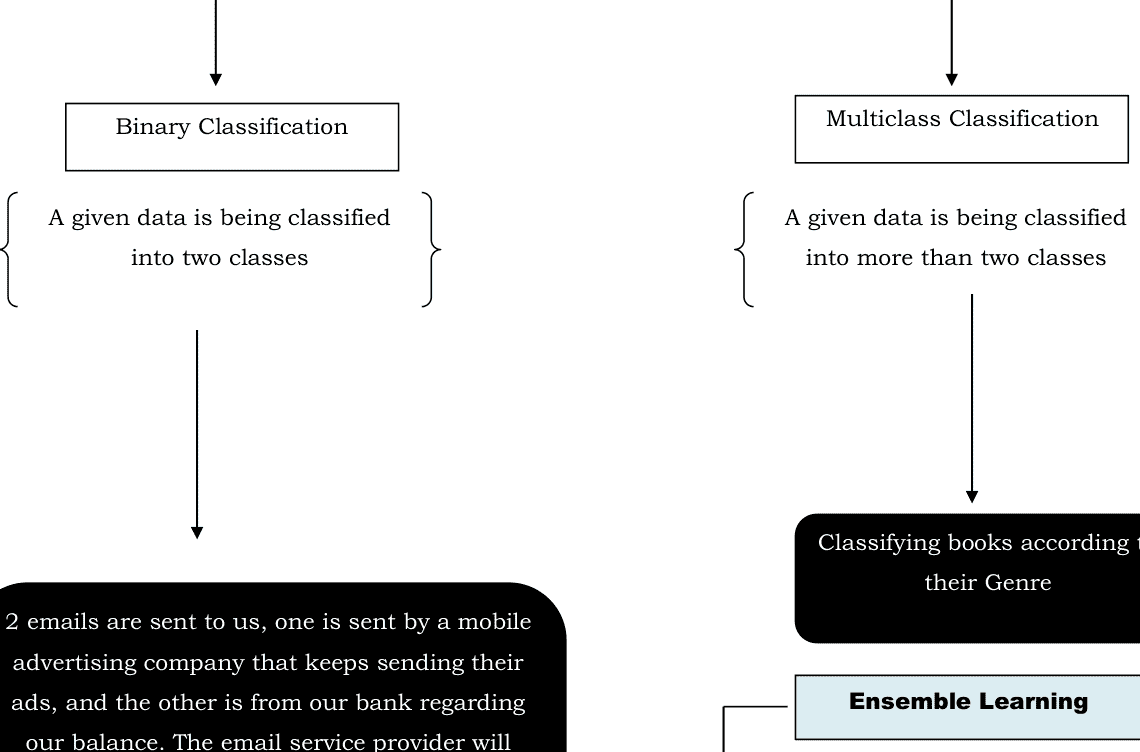 Binary Classification
A given data is being classified
into two classes
2 emails are sent to us, one is sent by a mobile
advertising company that keeps sending their
ads, and the other is from our bank regarding
our balance. The email service provider will
Multiclass Classification
A given data is being classified
into more than two classes
Classifying books according
their Genre
Ensemble Learning